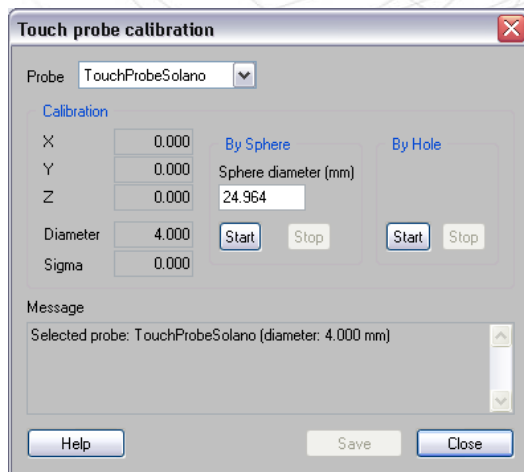 Touch probe calibration
Probe TouchProbeSolano
Calibration
X 0.000
Y 0.000
Z 0.000
Diameter 4.000
Sigma 0.000
By Sphere
Sphere diameter (mm)
24.964
Start Stop
By Hole
Start Stop
Message
Selected probe: TouchProbeSolano (diameter: 4.000 mm)
Help Save Close